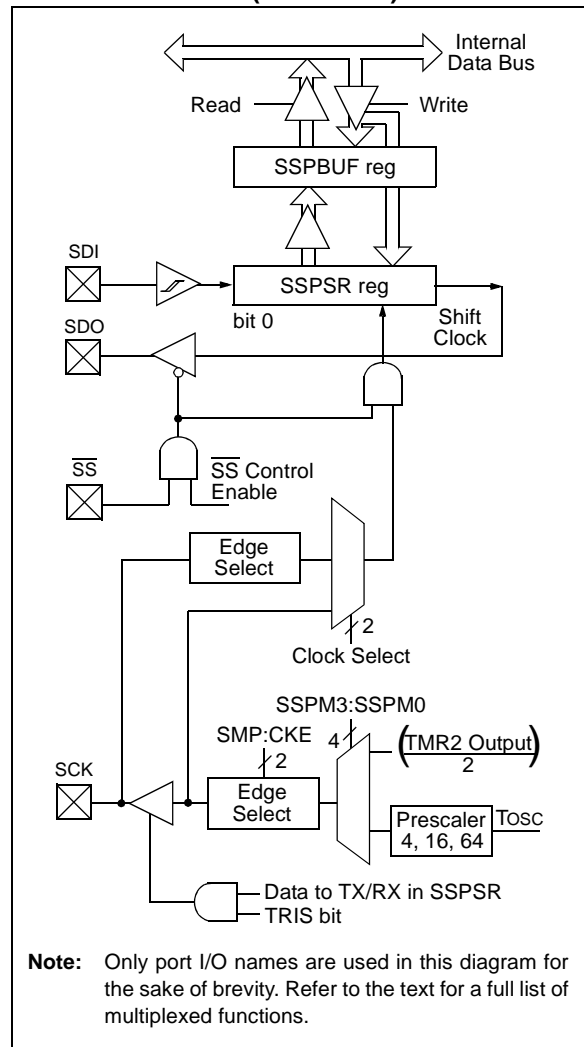 Internal
Data Bus
Read
Write
SSPBUF reg
SDI
SSPSR reg
bit 0
Shift
Clock
SDO
SS
SS Control
Enable
Edge
Select
2
Clock Select
SSPM3:SSPM0
SMP:CKE
4
(TMR2 Output)
2
2
SCK
Edge
Select
Prescaler
4, 16, 64
TOSC
Data to TX/RX in SSPSR
TRIS bit
Note: Only port I/O names are used in this diagram for
the sake of brevity. Refer to the text for a full list of
multiplexed functions.